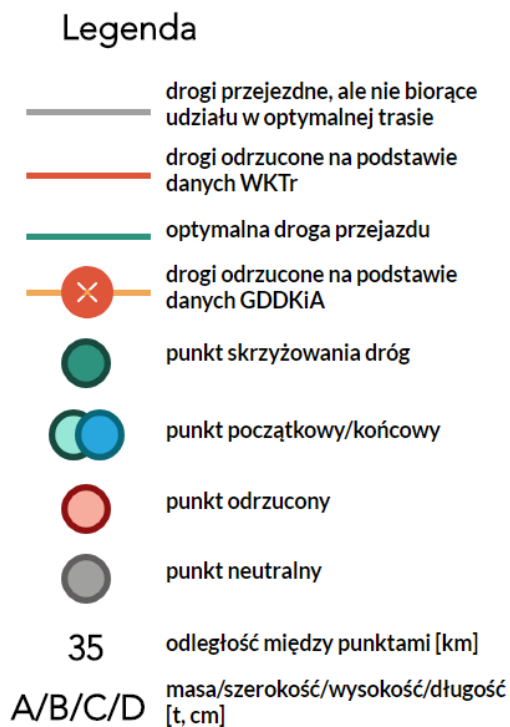 Legenda
drogi przejezdne, ale nie biorące
udziału w optymalnej trasie
drogi odrzucone na podstawie
danych WKTr
optymalna droga przejazdu
drogi odrzucone na podstawie
danych GDDKiA
punkt skrzyżowania dróg
punkt początkowy/końcowy
punkt odrzucony
punkt neutralny
35 odległość między punktami [km]
A/B/C/D masa/szerokość/wysokość/długość
[t, cm]